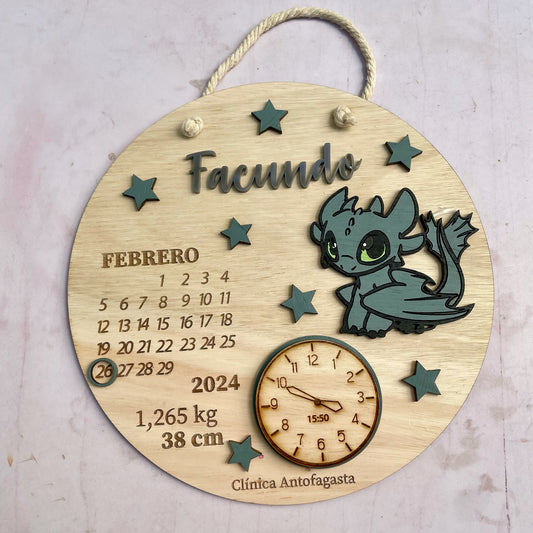 Facundo
FEBRERO
1 2 3 4
5 6 7 8 9 10 11
12 13 14 15 16 17 18
19 20 21 22 23 24 25
26 27 28 29
2024
1,265 kg
38 cm
12
11 1
10 2
9 3
15:50
8 4
7 5
6
Clínica Antofagasta